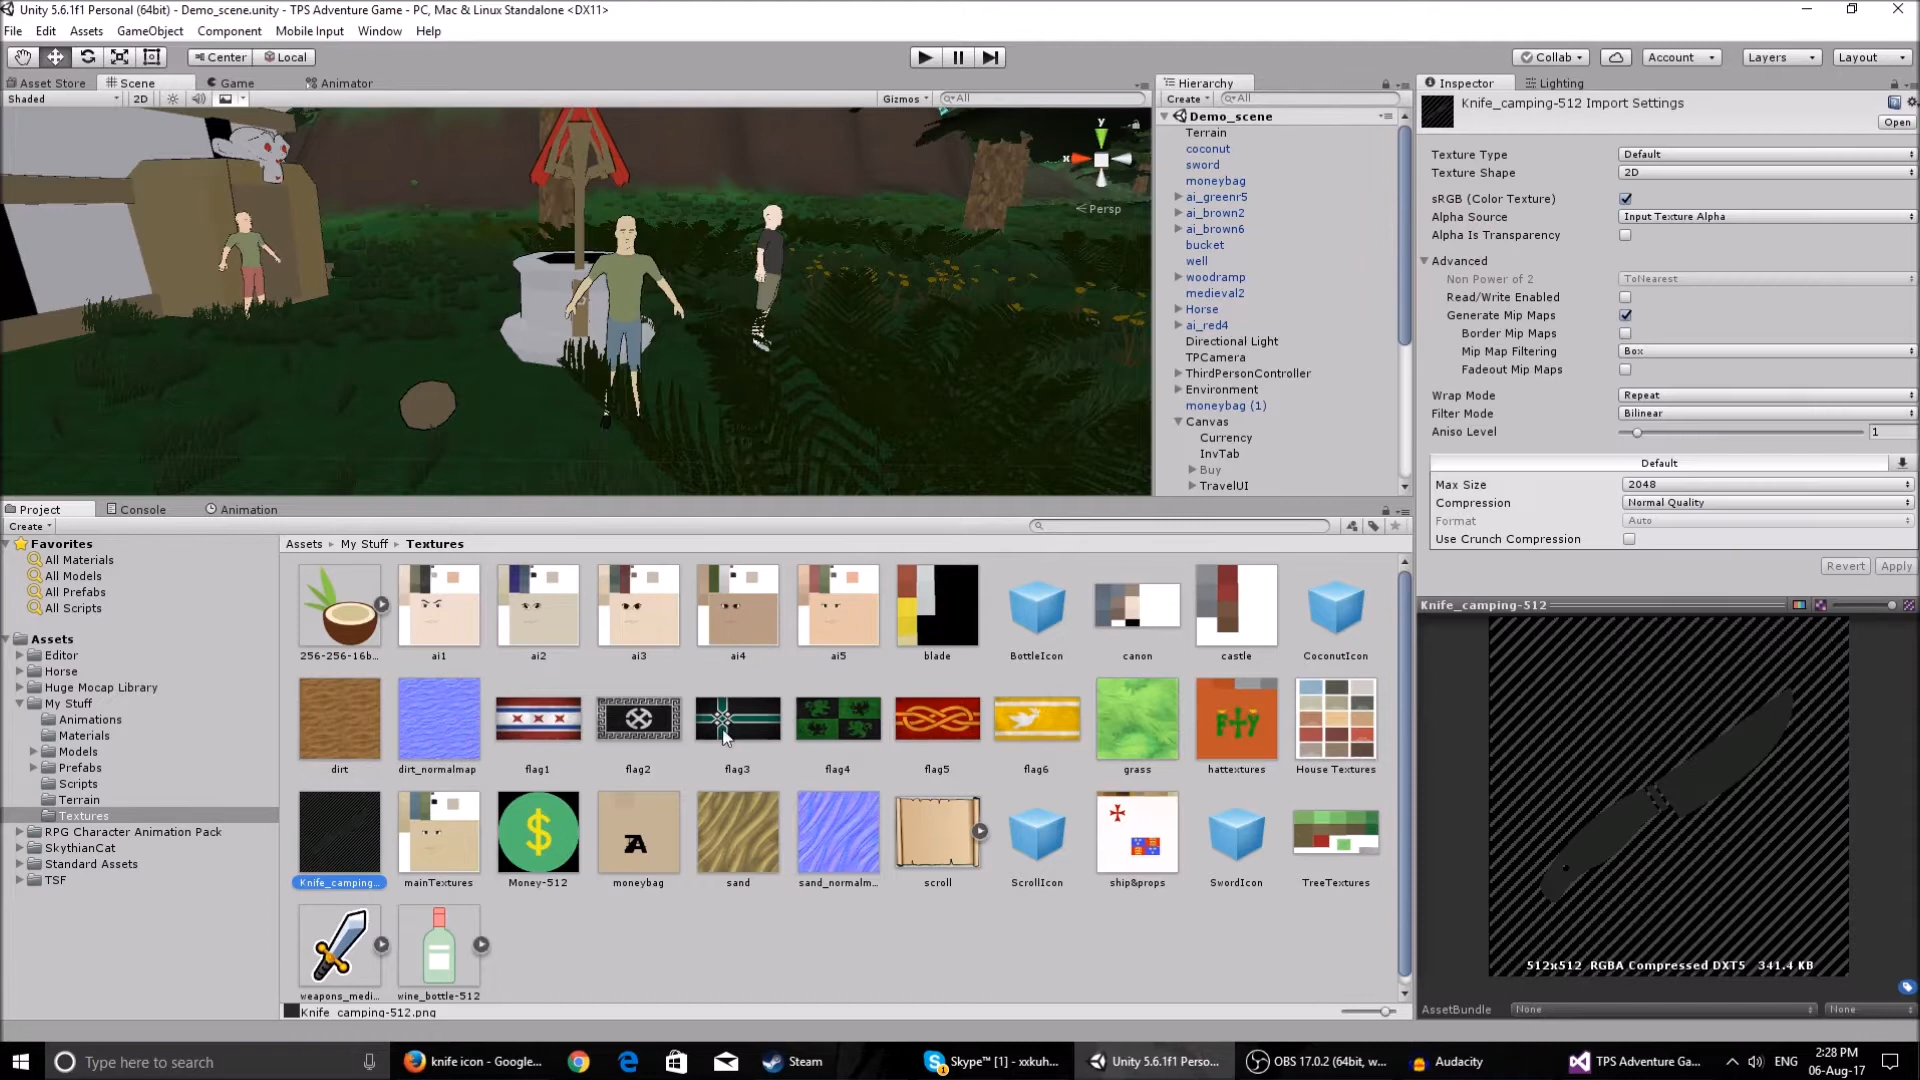 Unity 5.6.1f1 Personal (64bit) - Demo_scene.unity - TPS Adventure Game - PC, Mac & Linux Standalone <DX11>
File Edit Assets GameObject Component Mobile Input Window Help
Center Local Collab Account Layers Layout
Asset Store Scene Game Animator
Shaded 2D Gizmos All
y
x
Persp
Hierarchy
Create All
Demo_scene
Terrain
coconut
sword
moneybag
ai_greenr5
ai_brown2
ai_brown6
bucket
well
woodramp
medieval2
Horse
ai_red4
Directional Light
TPCamera
ThirdPersonController
Environment
moneybag (1)
Canvas
Currency
InvTab
Buy
TravelUI
Inspector Lighting
Knife_camping-512 Import Settings
Open
Texture Type Default
Texture Shape 2D
sRGB (Color Texture)
Alpha Source Input Texture Alpha
Alpha Is Transparency
Advanced
Non Power of 2 ToNearest
Read/Write Enabled
Generate Mip Maps
Border Mip Maps
Mip Map Filtering Box
Fadeout Mip Maps
Wrap Mode Repeat
Filter Mode Bilinear
Aniso Level 1
Default
Max Size 2048
Compression Normal Quality
Format Auto
Use Crunch Compression
Revert Apply
Knife_camping-512
512x512 RGBA Compressed DXT5 341.4 KB
AssetBundle None None
Project Console Animation
Create
Favorites
All Materials
All Models
All Prefabs
All Scripts
Assets
Editor
Horse
Huge Mocap Library
My Stuff
Animations
Materials
Models
Prefabs
Scripts
Terrain
Textures
RPG Character Animation Pack
SkythianCat
Standard Assets
TSF
Assets My Stuff Textures
256-256-16b... ai1 ai2 ai3 ai4 ai5 blade BottleIcon canon castle CoconutIcon
dirt dirt_normalmap flag1 flag2 flag3 flag4 flag5 flag6 grass hattextures House Textures
Knife_camping... mainTextures Money-512 moneybag sand sand_normalm... scroll ScrollIcon ship&props SwordIcon TreeTextures
weapons_medi... wine_bottle-512
Knife_camping-512.png
Type here to search
knife icon - Google...
Steam
Skype™ [1] - xxkuh...
Unity 5.6.1f1 Perso...
OBS 17.0.2 (64bit, w...
Audacity
TPS Adventure Ga...
ENG
2:28 PM
06-Aug-17